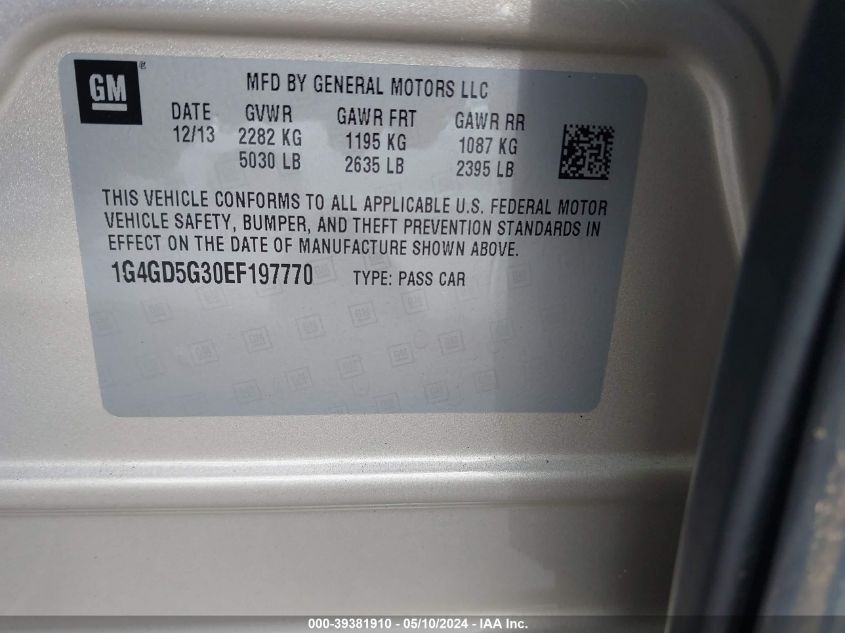 GM
MFD BY GENERAL MOTORS LLC
DATE GVWR GAWR FRT GAWR RR
12/13 2282 KG 1195 KG 1087 KG
5030 LB 2635 LB 2395 LB
THIS VEHICLE CONFORMS TO ALL APPLICABLE U.S. FEDERAL MOTOR
VEHICLE SAFETY, BUMPER, AND THEFT PREVENTION STANDARDS IN
EFFECT ON THE DATE OF MANUFACTURE SHOWN ABOVE.
1G4GD5G30EF197770 TYPE: PASS CAR
000-39381910 - 05/10/2024 - IAA Inc.